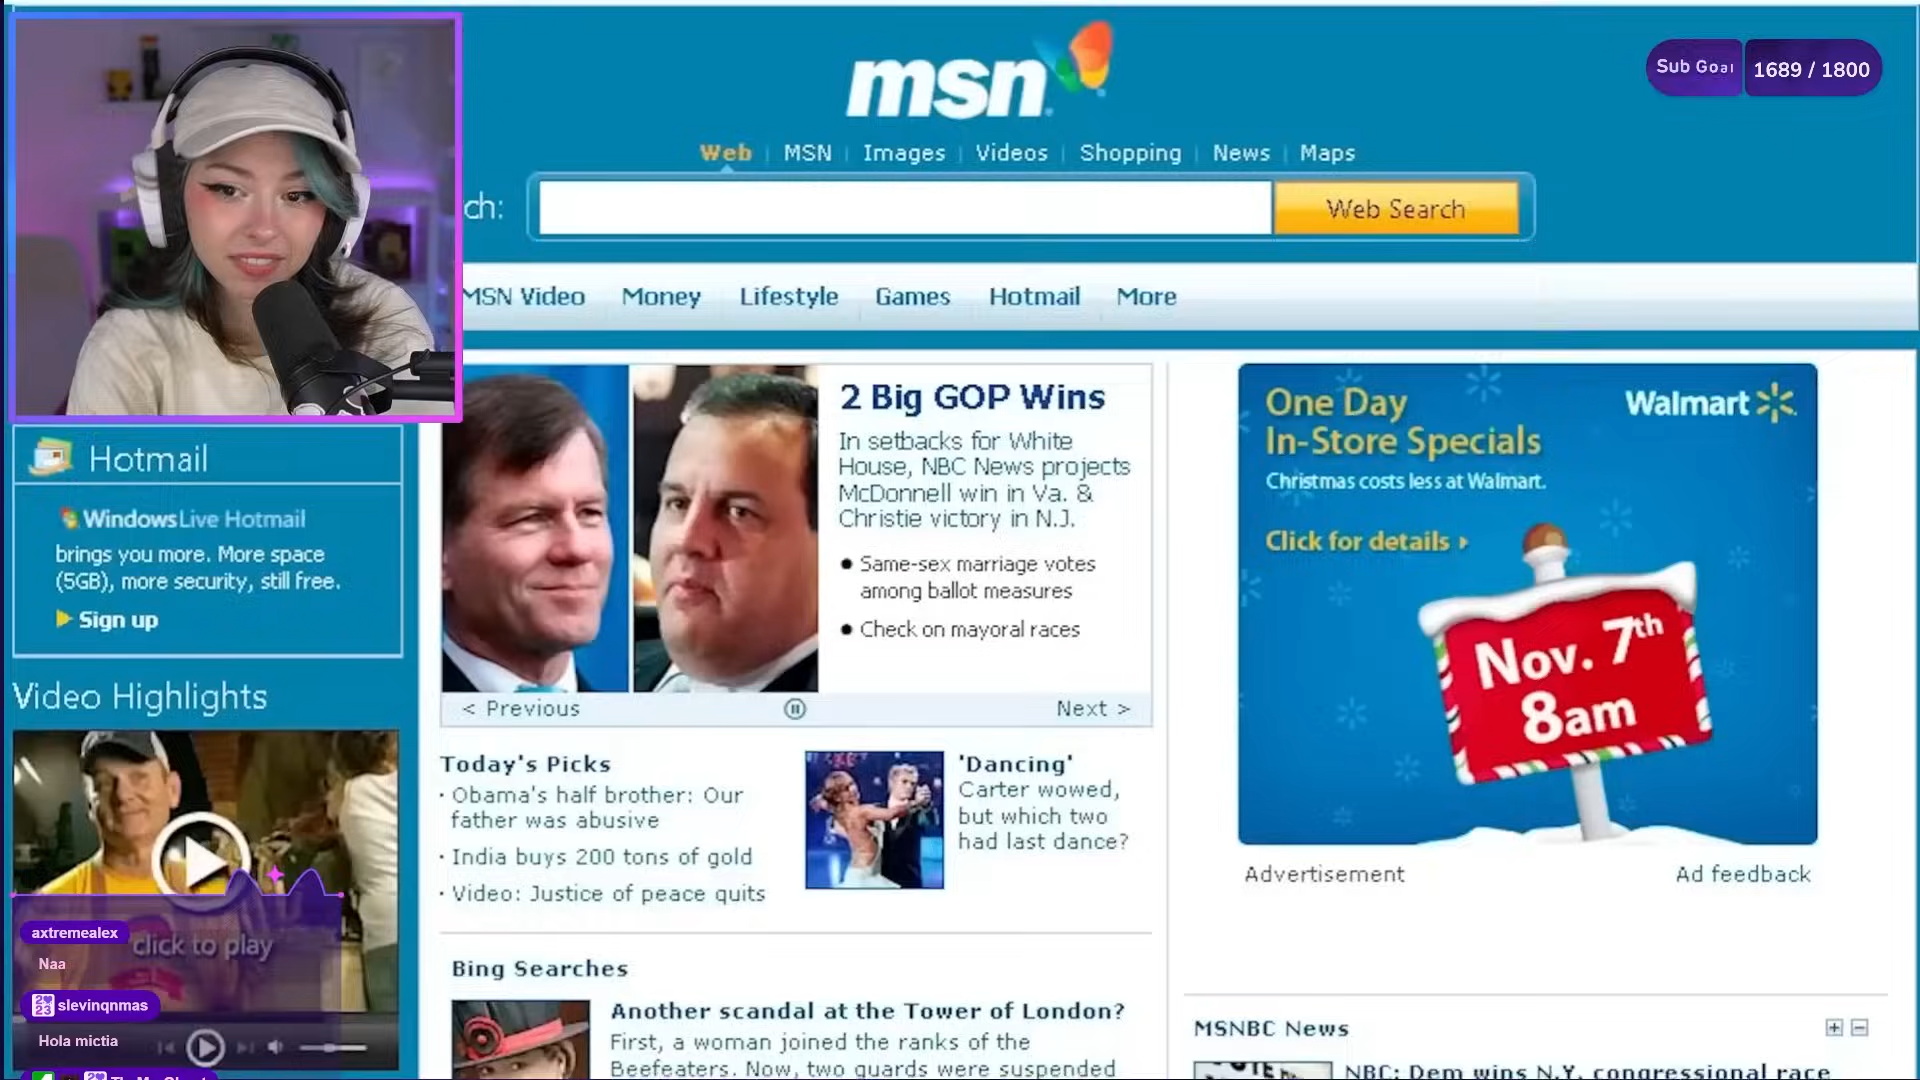 msn
Sub Goal
1689 / 1800
Web
MSN
Images
Videos
Shopping
News
Maps
ch:
Web Search
MSN Video
Money
Lifestyle
Games
Hotmail
More
Hotmail
Windows Live Hotmail
brings you more. More space
(5GB), more security, still free.
Sign up
Video Highlights
click to play
axtremealex
Naa
slevinqnmas
Hola mictia
2 Big GOP Wins
In setbacks for White
House, NBC News projects
McDonnell win in Va. &
Christie victory in N.J.
Same-sex marriage votes
among ballot measures
Check on mayoral races
< Previous
Next >
Today's Picks
Obama's half brother: Our
father was abusive
India buys 200 tons of gold
Video: Justice of peace quits
'Dancing'
Carter wowed,
but which two
had last dance?
Bing Searches
Another scandal at the Tower of London?
First, a woman joined the ranks of the
Beefeaters. Now, two guards were suspended
One Day
In-Store Specials
Walmart
Christmas costs less at Walmart.
Click for details
Nov. 7th
8am
Advertisement
Ad feedback
MSNBC News
NBC: Dem wins N.Y. congressional race